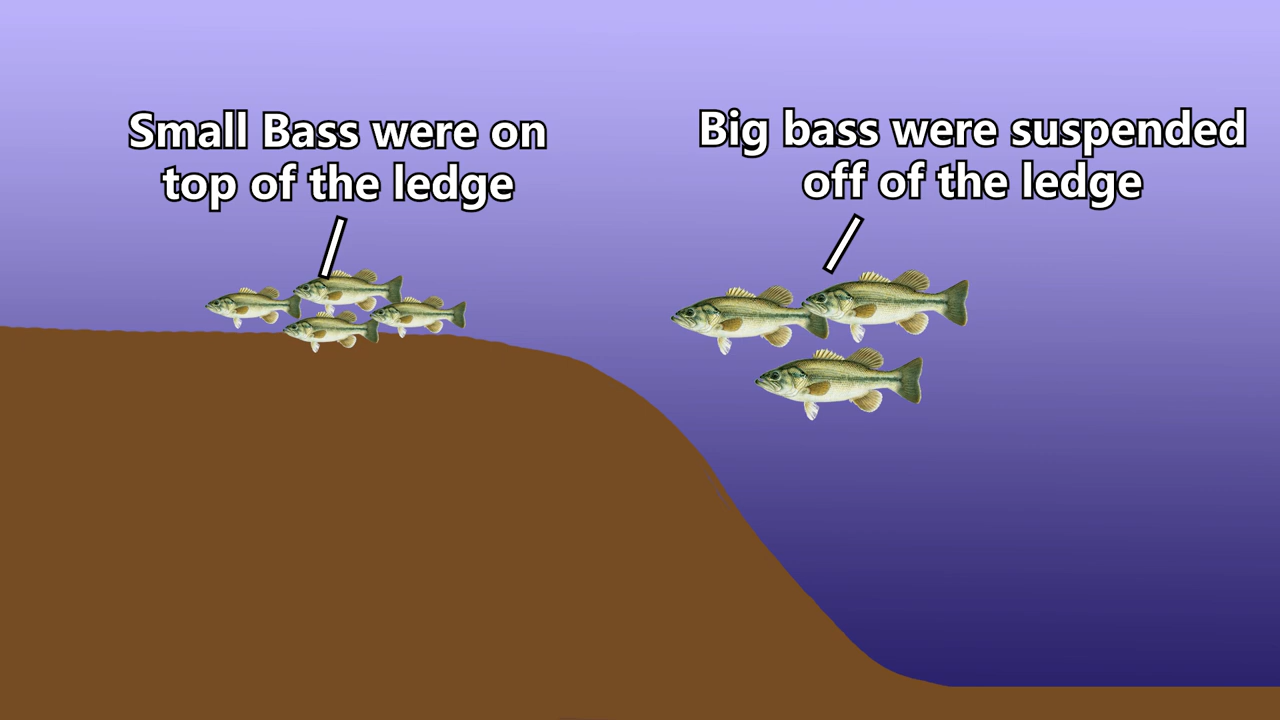 Small Bass were on
top of the ledge
Big bass were suspended
off of the ledge